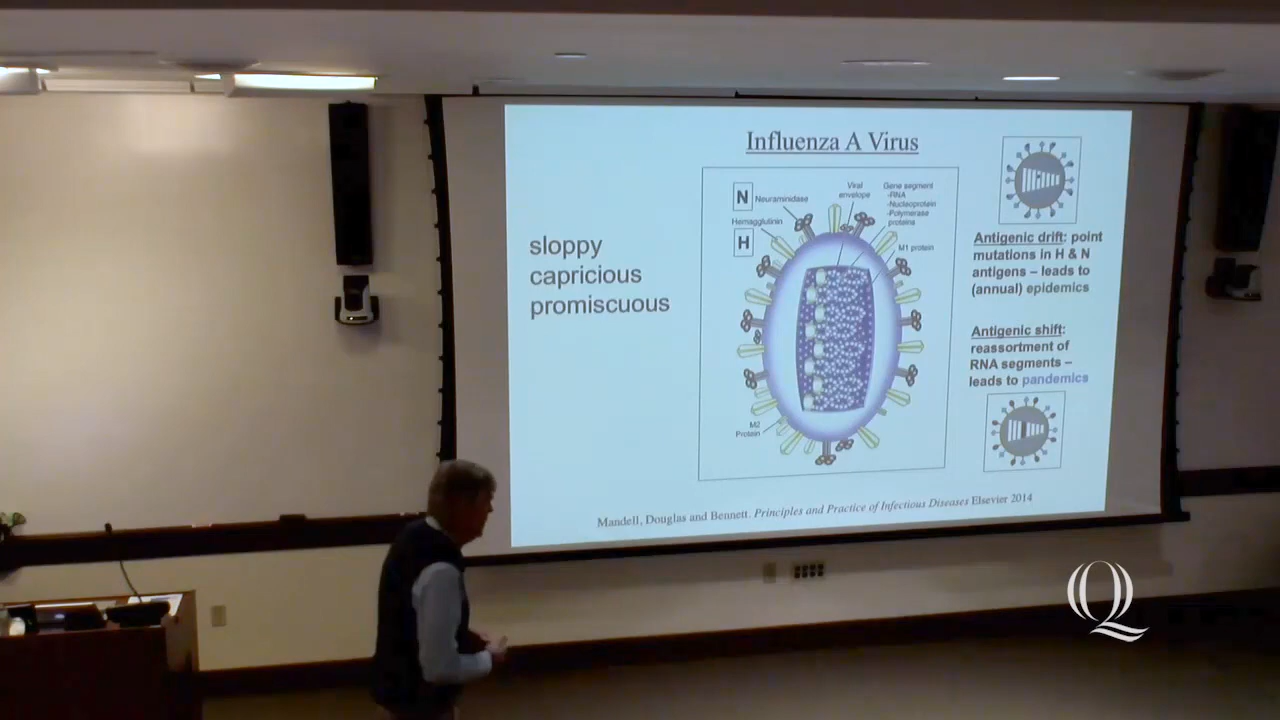 Influenza A Virus
sloppy
capricious
promiscuous
N
Neuraminidase
Hemagglutinin
H
Viral
envelope
Gene segment
-RNA
-Nucleoprotein
-Polymerase
proteins
M1 protein
M2
Protein
Antigenic drift: point
mutations in H & N
antigens – leads to
(annual) epidemics
Antigenic shift:
reassortment of
RNA segments –
leads to pandemics
Mandell, Douglas and Bennett. Principles and Practice of Infectious Diseases Elsevier 2014
Q